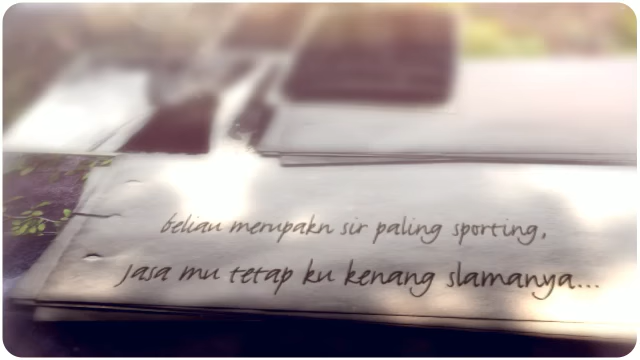 beliau merupakn sir paling sporting,
Jasa mu tetap ku kenang slamanya...